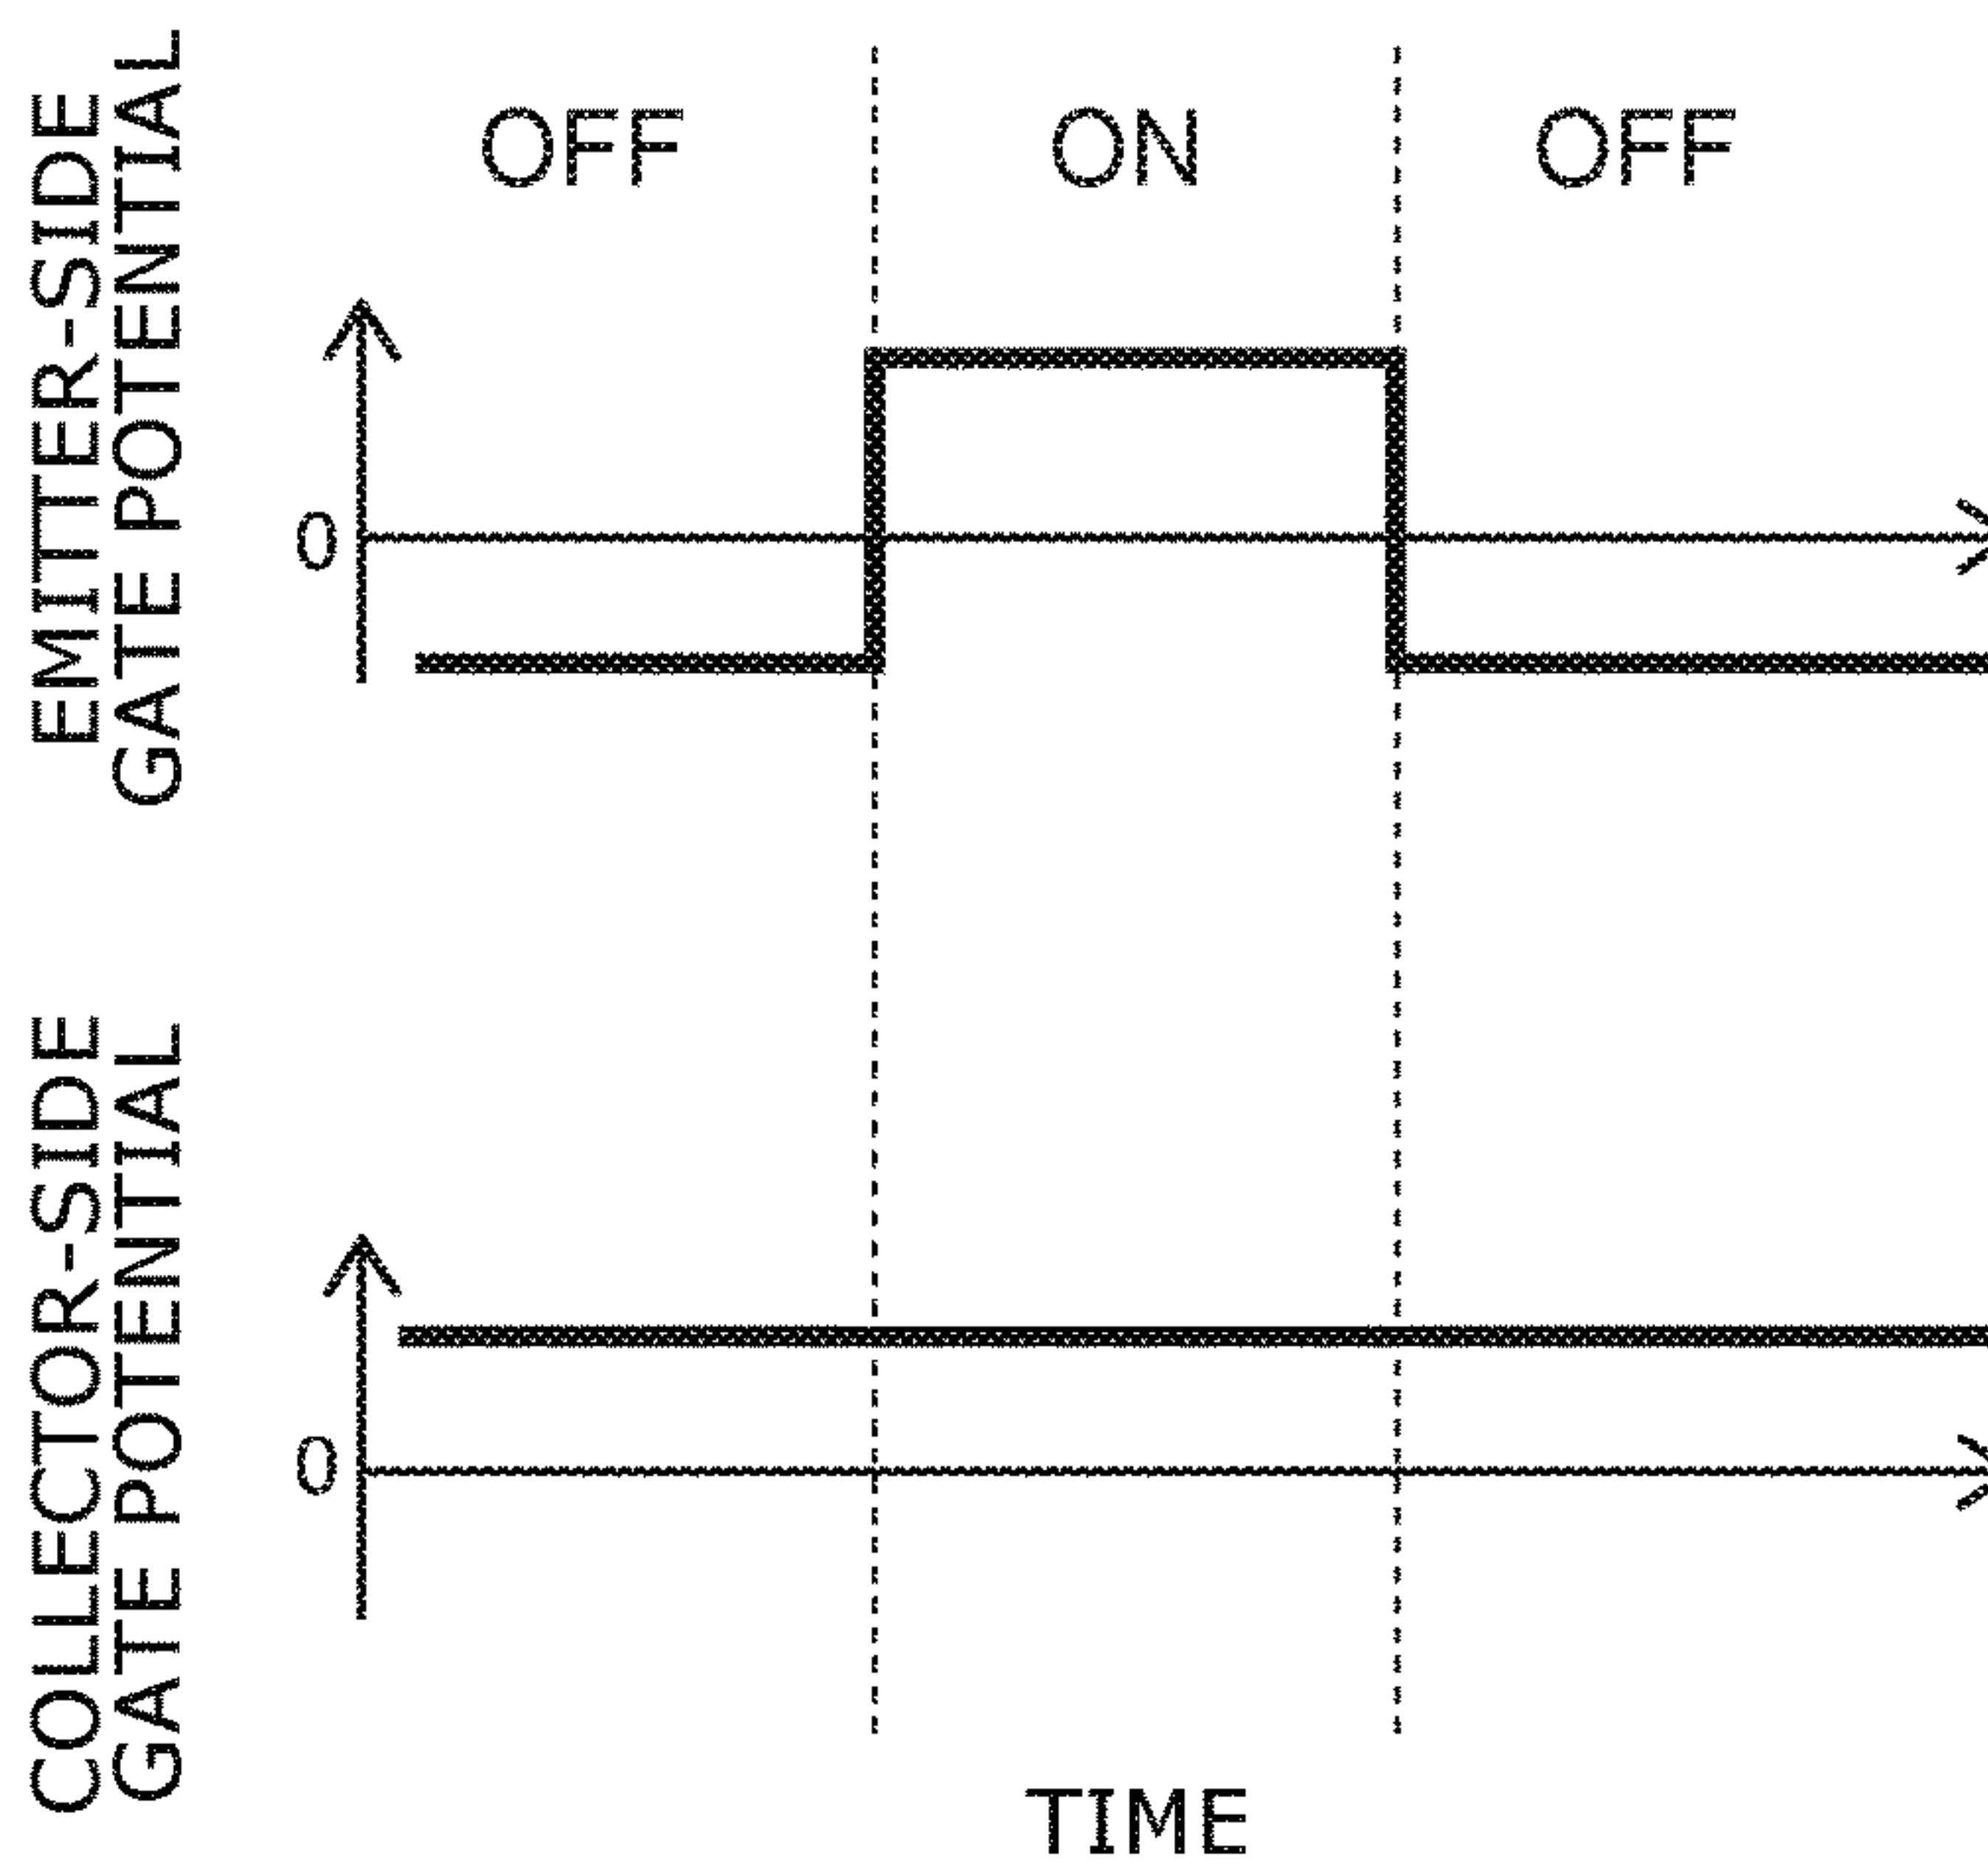 EMITTER-SIDE
GATE POTENTIAL
OFF ON OFF
0
COLLECTOR-SIDE
GATE POTENTIAL
0
TIME